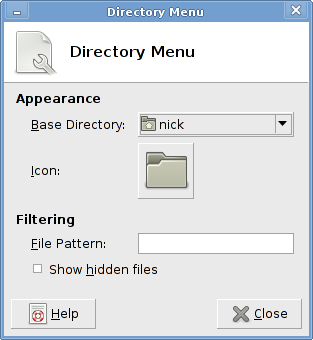 Directory Menu
Directory Menu
Appearance
Base Directory: nick
Icon:
Filtering
File Pattern:
Show hidden files
Help Close